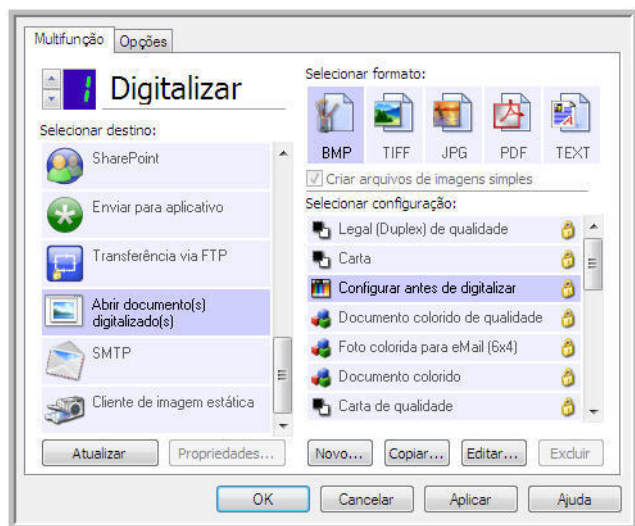 Multifunção
Opções
1
Digitalizar
Selecionar destino:
SharePoint
Enviar para aplicativo
Transferência via FTP
Abrir documento(s)
digitalizado(s)
SMTP
Cliente de imagem estática
Atualizar
Propriedades...
Selecionar formato:
BMP
TIFF
JPG
PDF
TEXT
Criar arquivos de imagens simples
Selecionar configuração:
Legal (Duplex) de qualidade
Carta
Configurar antes de digitalizar
Documento colorido de qualidade
Foto colorida para eMail (6x4)
Documento colorido
Carta de qualidade
Novo...
Copiar...
Editar...
Excluir
OK
Cancelar
Aplicar
Ajuda